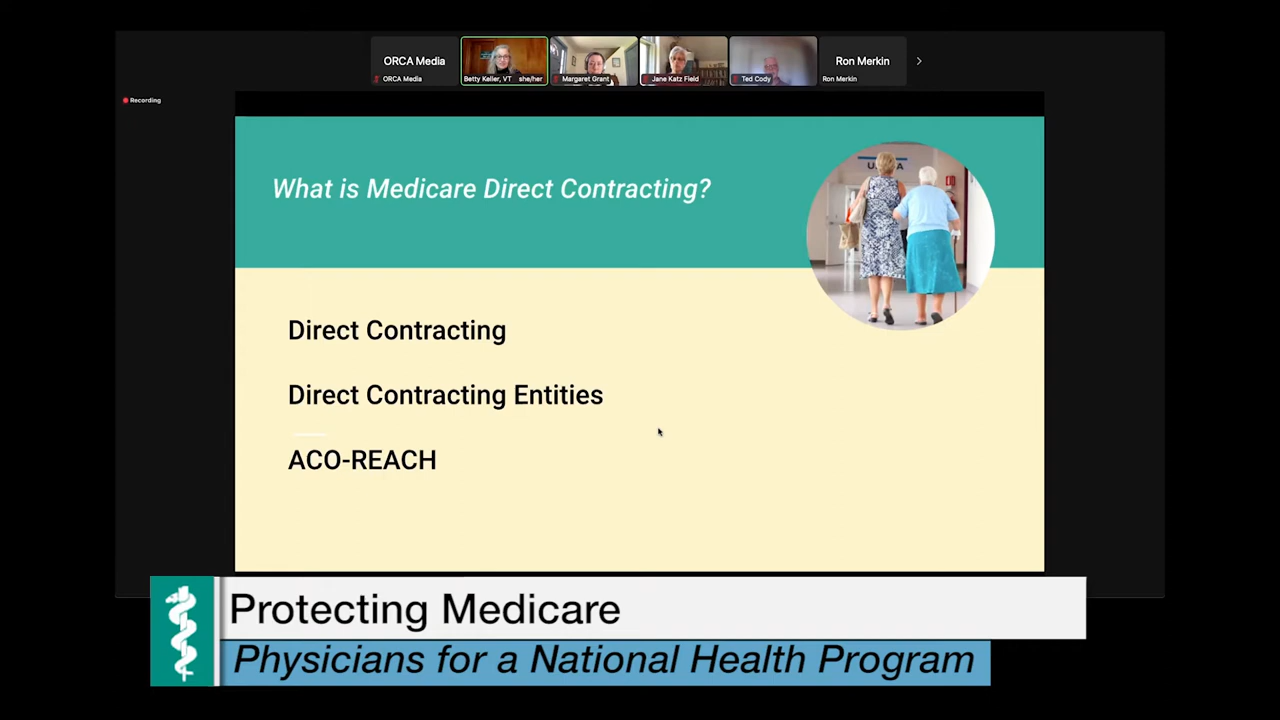 ORCA Media
ORCA Media
Betty Keller, VT she/her
Margaret Grant
Jane Katz Field
Ted Cody
Ron Merkin
Ron Merkin
Recording
What is Medicare Direct Contracting?
Direct Contracting
Direct Contracting Entities
ACO-REACH
Protecting Medicare
Physicians for a National Health Program